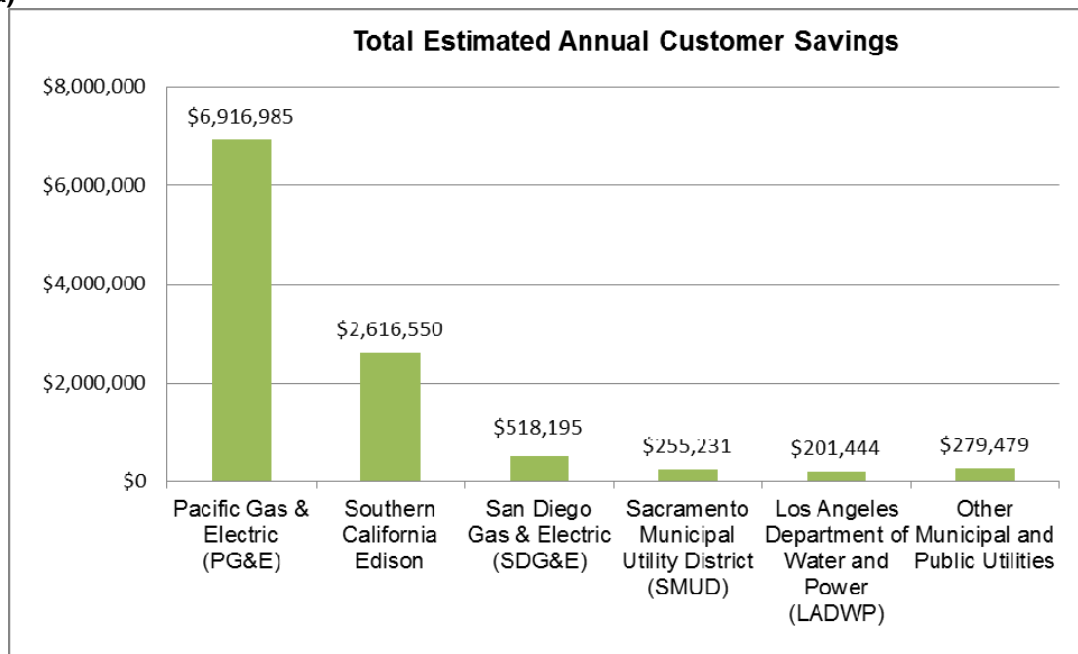 Total Estimated Annual Customer Savings
$8,000,000
$6,000,000
$4,000,000
$2,000,000
$0
$6,916,985
$2,616,550
$518,195
$255,231
$201,444
$279,479
Pacific Gas &
Electric
(PG&E)
Southern
California
Edison
San Diego
Gas & Electric
(SDG&E)
Sacramento
Municipal
Utility District
(SMUD)
Los Angeles
Department of
Water and
Power
(LADWP)
Other
Municipal and
Public Utilities